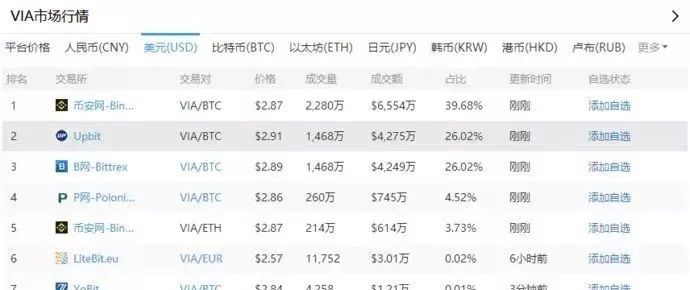 VIA市场行情
平台价格 人民币(CNY) 美元(USD) 比特币(BTC) 以太坊(ETH) 日元(JPY) 韩币(KRW) 港币(HKD) 卢布(RUB) 更多
排名 交易所 交易对 价格 成交量 成交额 占比 更新时间 自选状态
1 币安网-Bin... VIA/BTC $2.87 2,280万 $6,554万 39.68% 刚刚 添加自选
2 Upbit VIA/BTC $2.91 1,468万 $4,275万 26.02% 刚刚 添加自选
3 B网-Bittrex VIA/BTC $2.89 1,468万 $4,249万 26.02% 刚刚 添加自选
4 P网-Poloni... VIA/BTC $2.86 260万 $745万 4.52% 刚刚 添加自选
5 币安网-Bin... VIA/ETH $2.87 214万 $614万 3.73% 刚刚 添加自选
6 LiteBit.eu VIA/EUR $2.57 11,752 $3.01万 0.02% 6小时前 添加自选
7 YoBit VIA/BTC $2.84 4,258 $1.21万 0.01% 3分钟前 添加自选